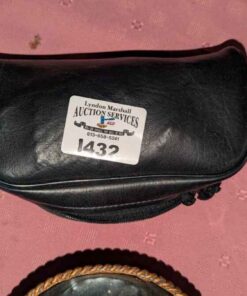 Lyndon Marshall
AUCTION SERVICES
1432